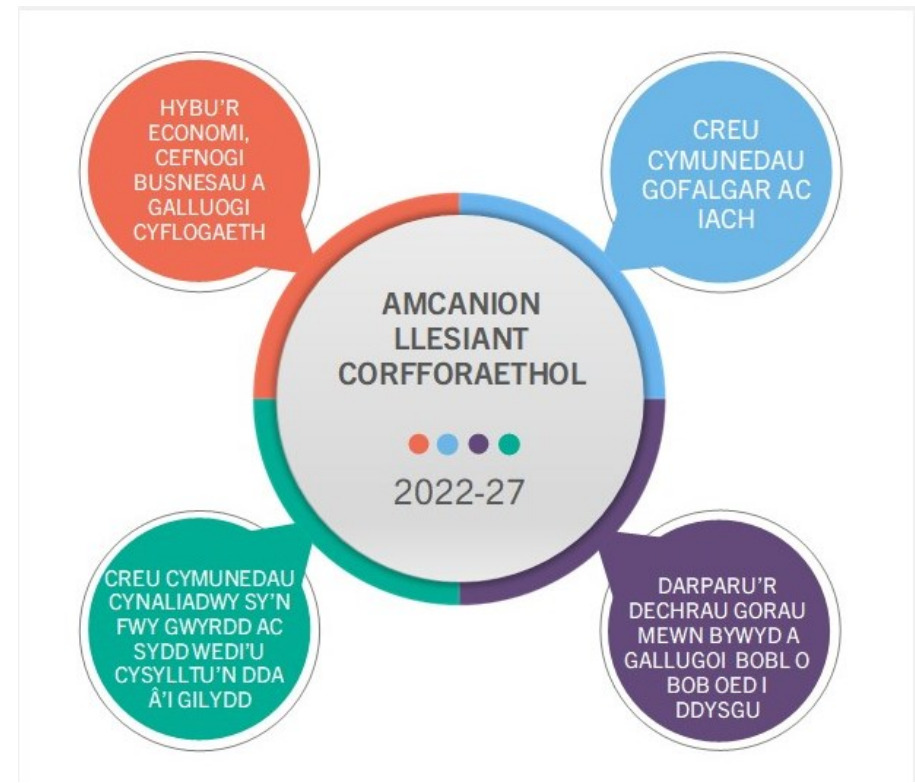 HYBU'R
ECONOMI,
CEFNOGI
BUSNESAU A
GALLUOGI
CYFLOGAETH
CREU
CYMUNEDAU
GOFALGAR AC
IACH
AMCANION
LLESIANT
CORFFORAETHOL
2022-27
CREU CYMUNEDAU
CYNALIADWY SY'N
FWY GWYRDD AC
SYDD WEDI'U
CYSYLLTU'N DDA
Â'I GILYDD
DARPARU'R
DECHRAU GORAU
MEWN BYWYD A
GALLUGOI BOBL O
BOB OED I
DDYSGU